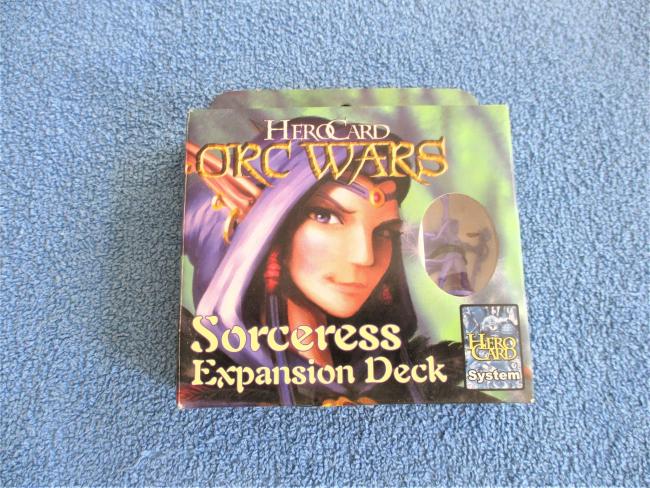 HEROCARD
ORC WARS
Sorceress
Expansion Deck
HERO
CARD
System